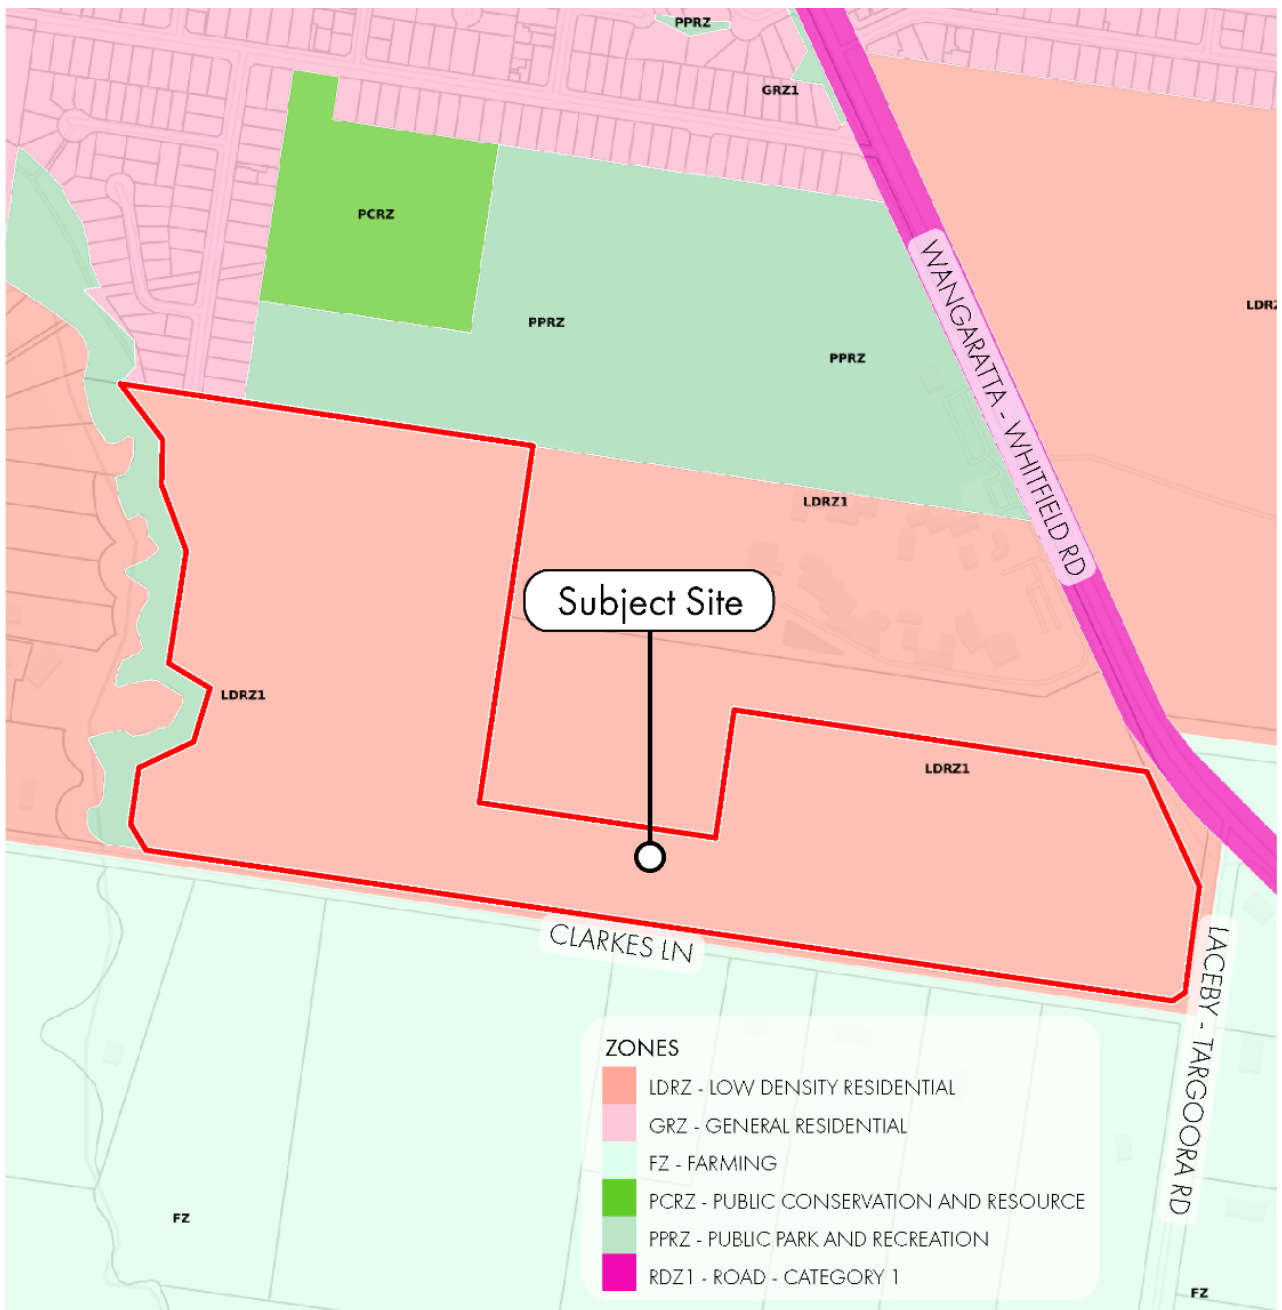 PPRZ
GRZ1
PCRZ
LDRZ
PPRZ
PPRZ
WANGARATTA - WHITFIELD RD
LDRZ1
Subject Site
LDRZ1
LDRZ1
CLARKES LN
LACEBY - TARGOORA RD
ZONES
LDRZ - LOW DENSITY RESIDENTIAL
GRZ - GENERAL RESIDENTIAL
FZ - FARMING
PCRZ - PUBLIC CONSERVATION AND RESOURCE
PPRZ - PUBLIC PARK AND RECREATION
RDZ1 - ROAD - CATEGORY 1
FZ
FZ